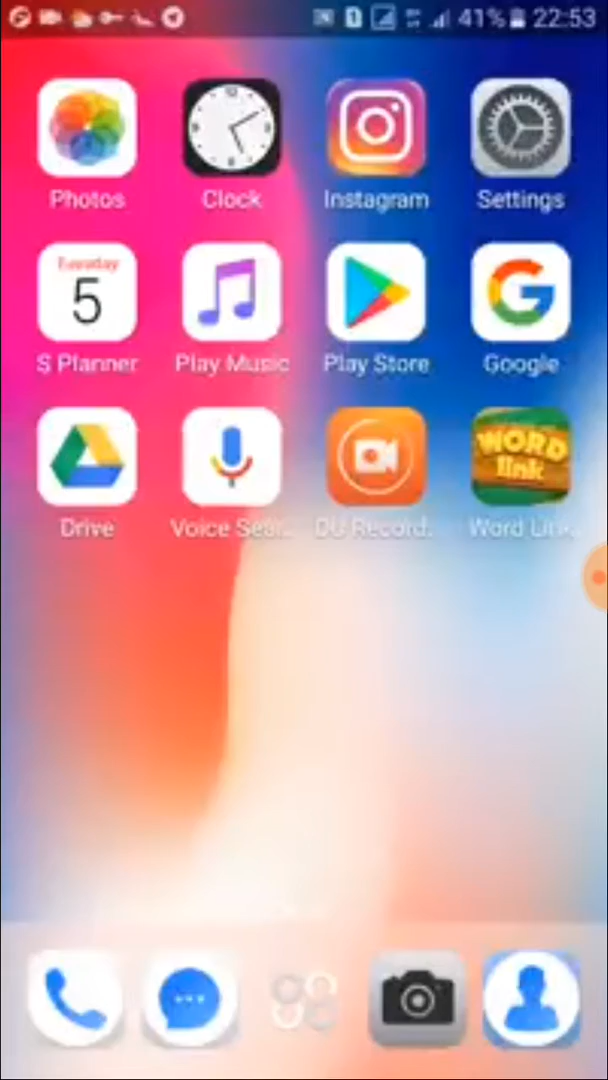 41% 22:53
Photos Clock Instagram Settings
Tuesday
5
S Planner Play Music Play Store Google
WORD
link
Drive Voice Sear.. DU Record.. Word Link